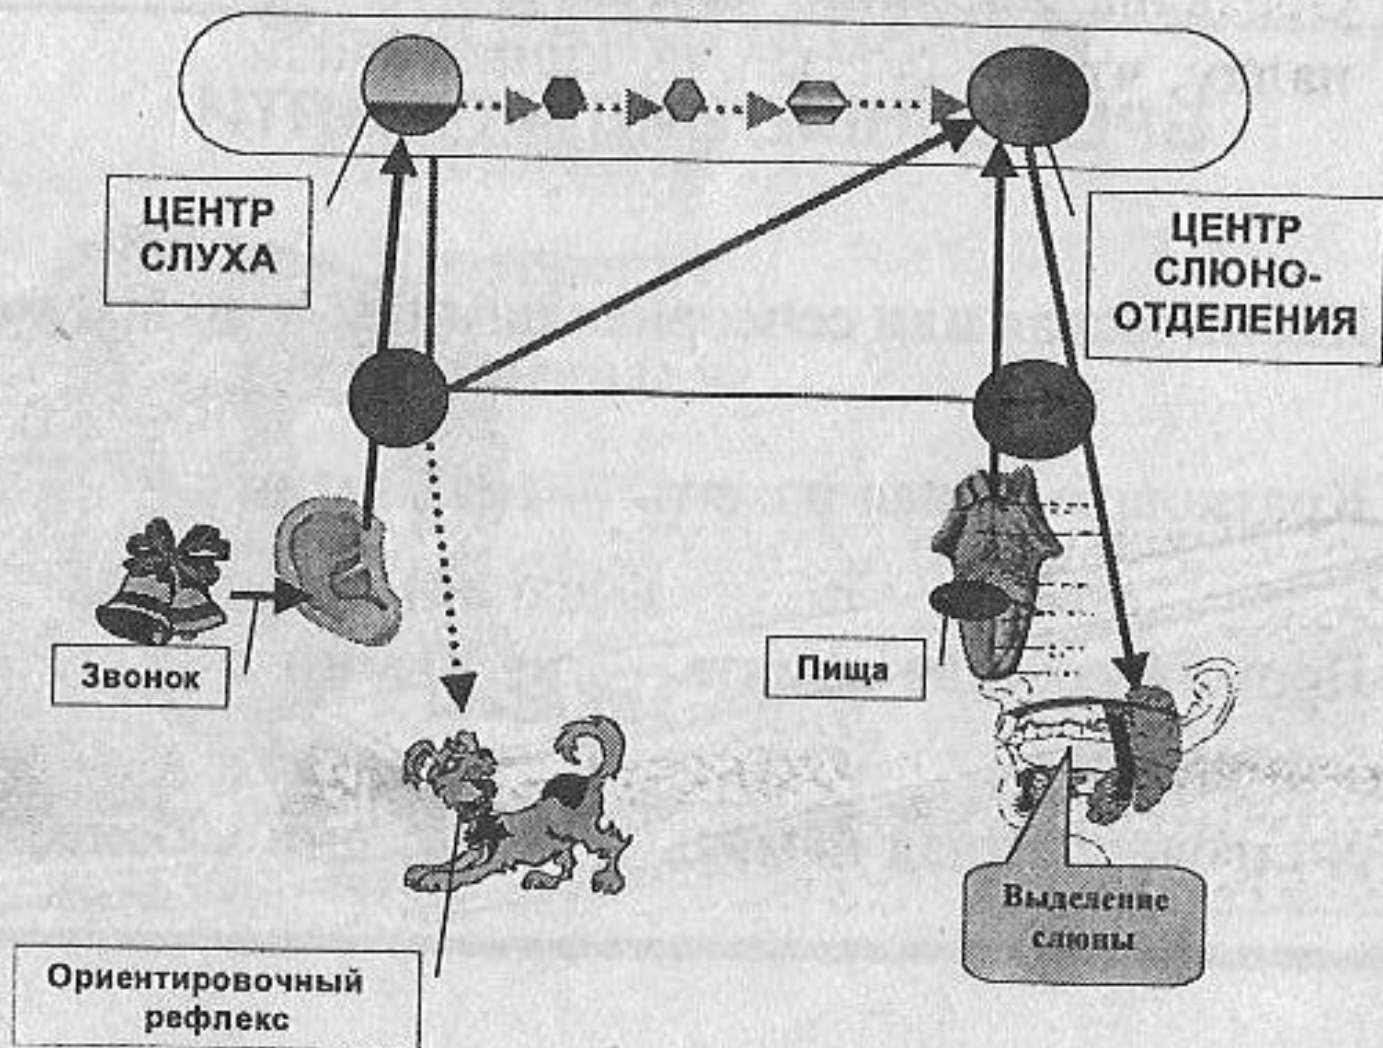 ЦЕНТР
СЛУХА
ЦЕНТР
СЛЮНО-
ОТДЕЛЕНИЯ
Звонок
Пища
Выделение
слюны
Ориентировочный
рефлекс